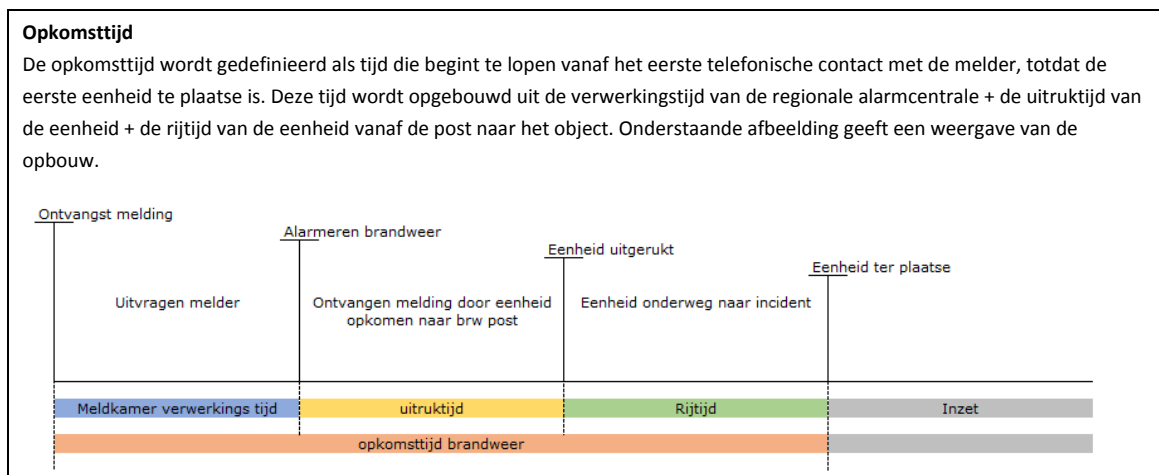 Opkomsttijd
De opkomsttijd wordt gedefinieerd als tijd die begint te lopen vanaf het eerste telefonische contact met de melder, totdat de
eerste eenheid te plaatse is. Deze tijd wordt opgebouwd uit de verwerkingstijd van de regionale alarmcentrale + de uitruktijd van
de eenheid + de rijtijd van de eenheid vanaf de post naar het object. Onderstaande afbeelding geeft een weergave van de
opbouw.
Ontvangst melding
Alarmeren brandweer
Eenheid uitgerukt
Eenheid ter plaatse
Uitvragen melder
Ontvangen melding door eenheid
opkomen naar brw post
Eenheid onderweg naar incident
Meldkamer verwerkings tijd
uitruktijd
Rijtijd
Inzet
opkomsttijd brandweer